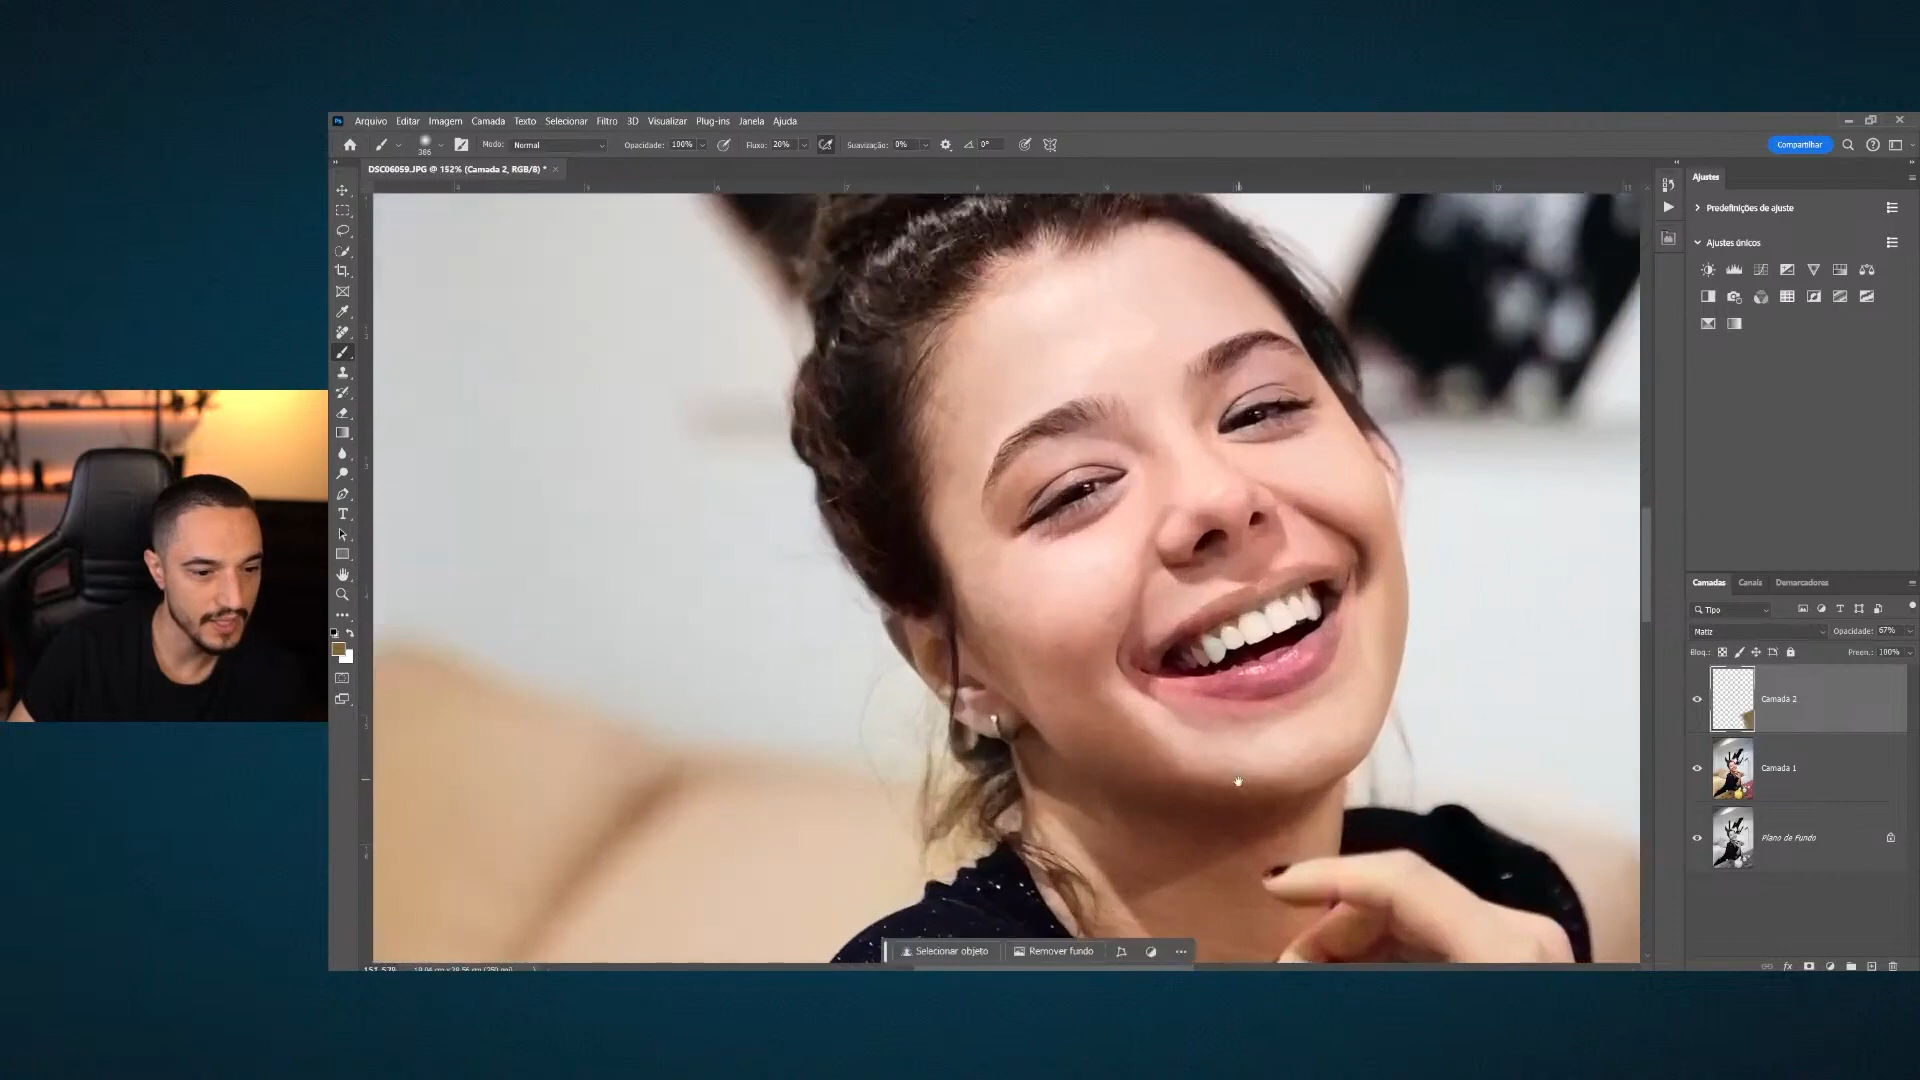 Ps Arquivo Editar Imagem Camada Texto Selecionar Filtro 3D Visualizar Plug-ins Janela Ajuda
386 Modo: Normal Opacidade: 100% Fluxo: 20% Suavização: 0% 0° Compartilhar
DSC06059.JPG @ 152% (Camada 2, RGB/8) * ×
Ajustes
Predefinições de ajuste
Ajustes únicos
Camadas Canais Demarcadores
Tipo
Matiz Opacidade: 67%
Bloq.: Preen.: 100%
Camada 2
Camada 1
Plano de Fundo
Selecionar objeto Remover fundo